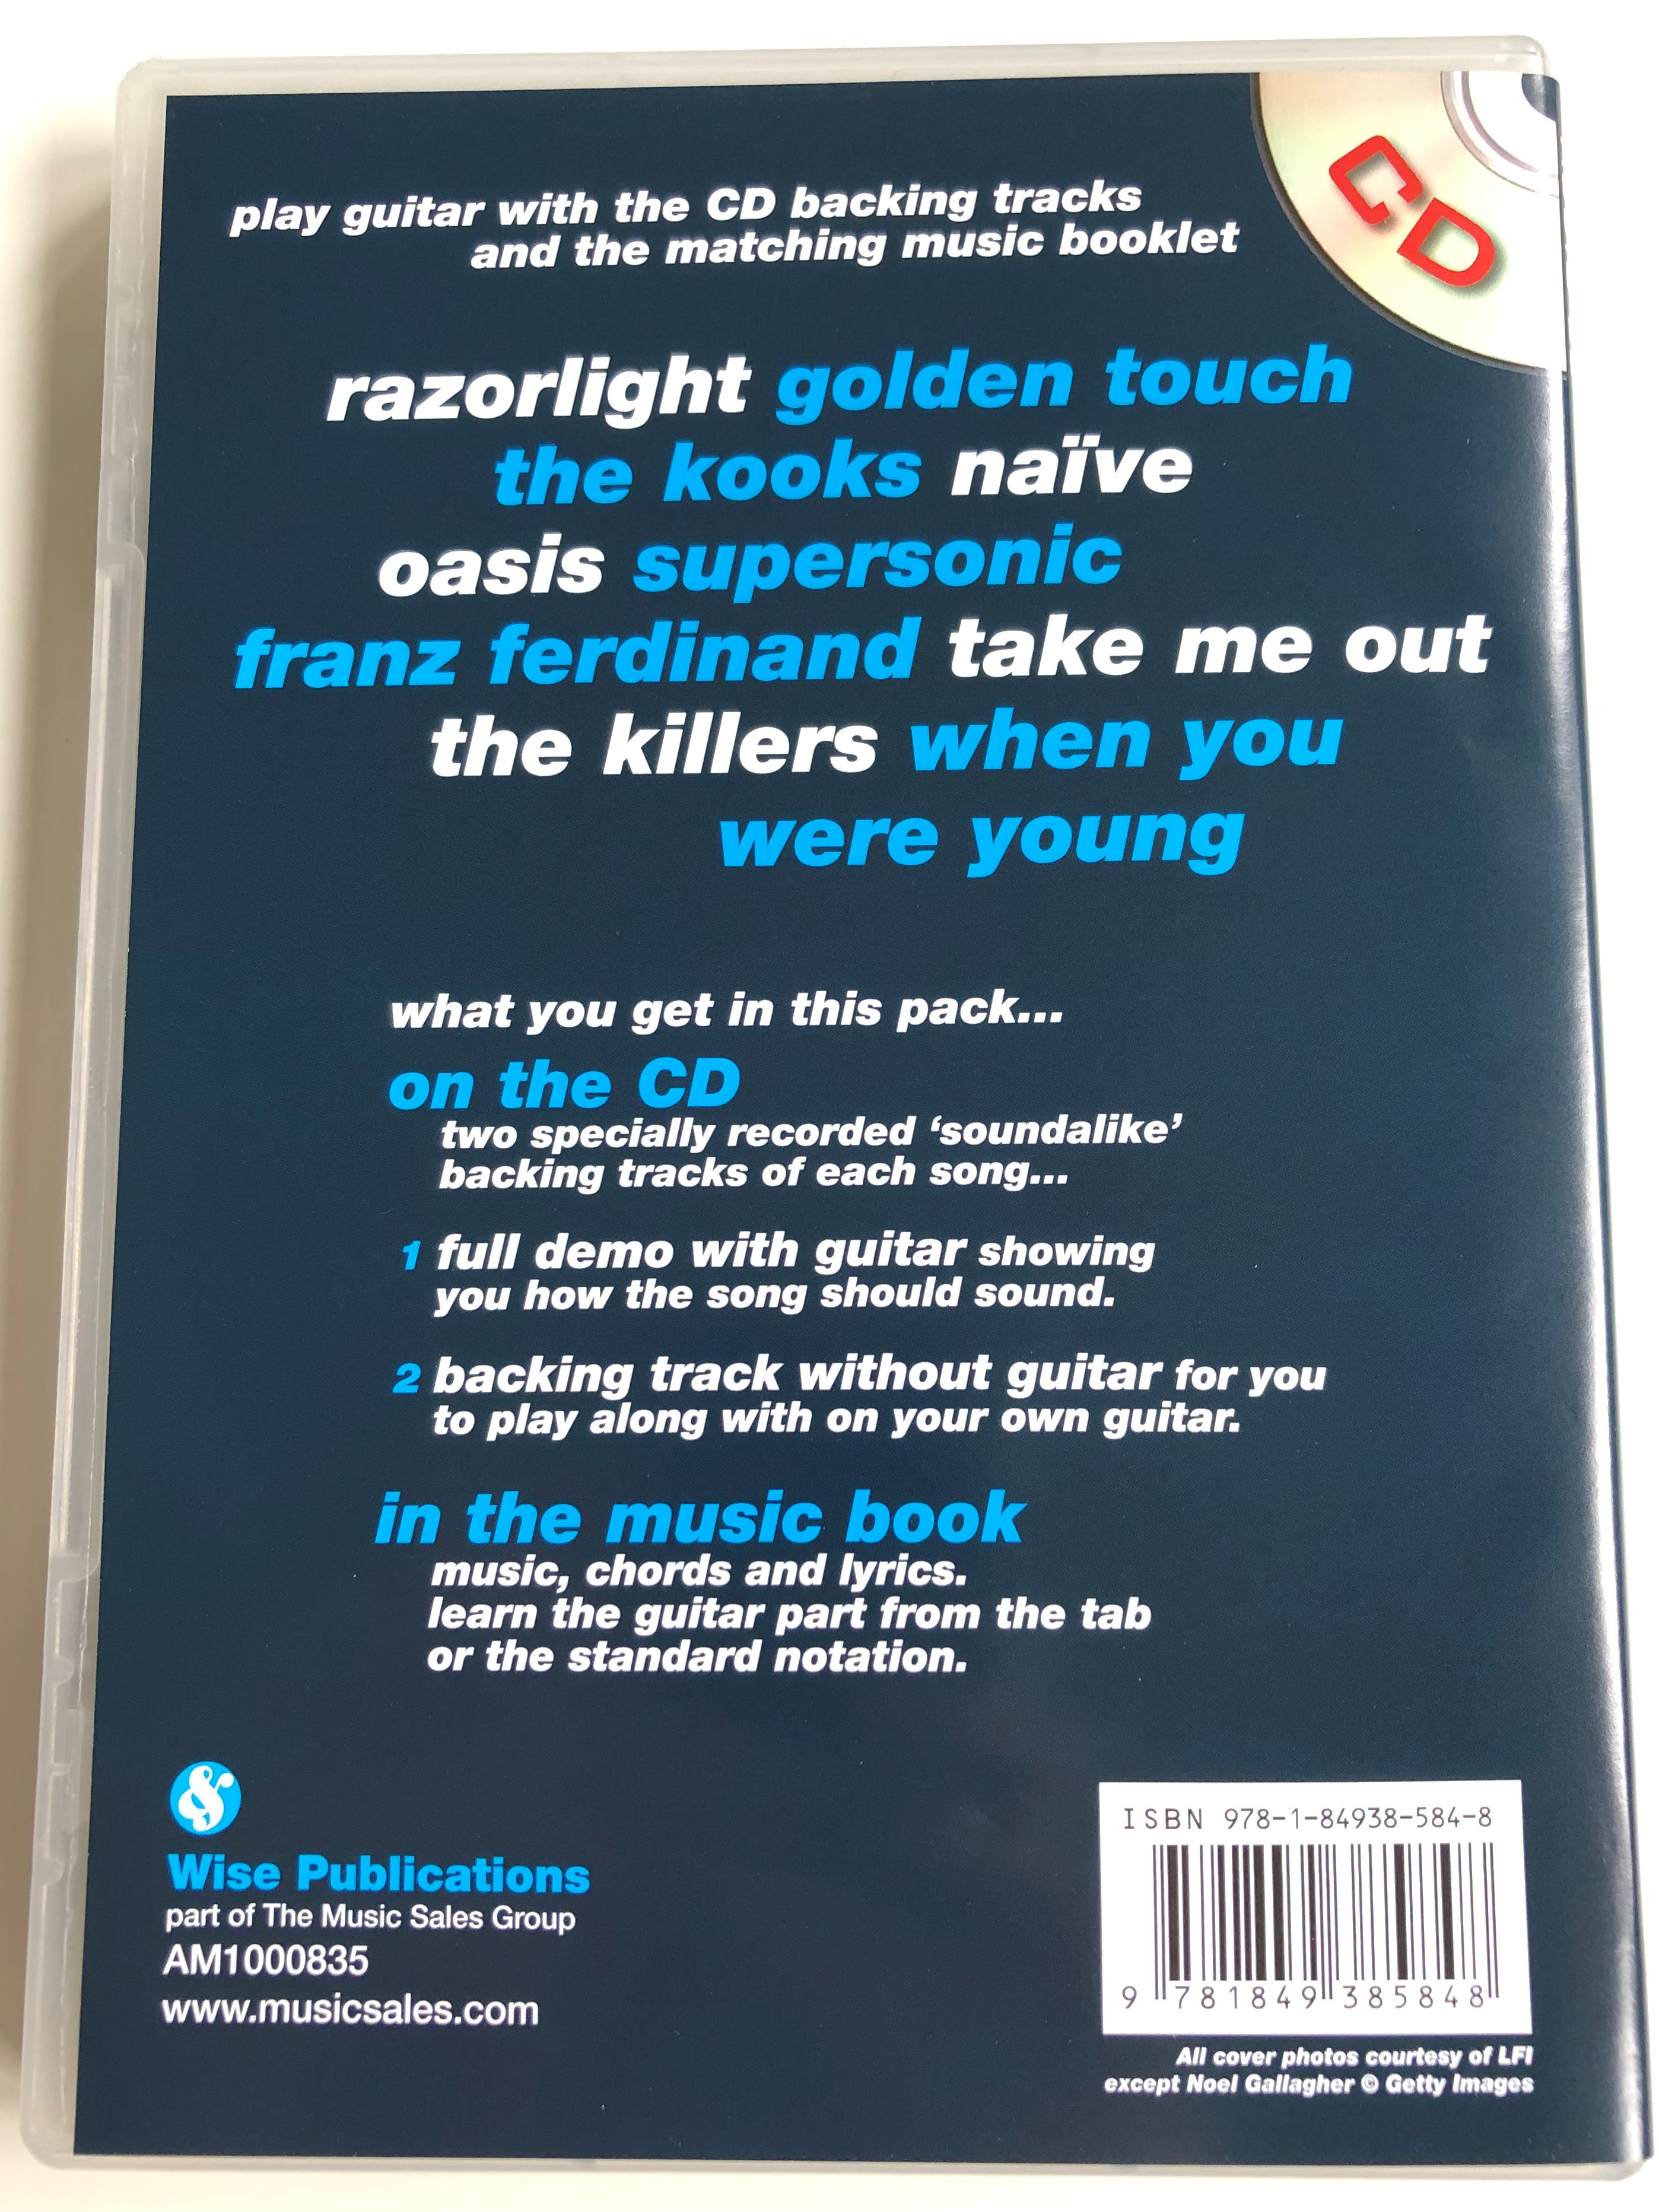 CD
play guitar with the CD backing tracks
and the matching music booklet
razorlight golden touch
the kooks naïve
oasis supersonic
franz ferdinand take me out
the killers when you
were young
what you get in this pack...
on the CD
two specially recorded ‘soundalike’
backing tracks of each song...
1 full demo with guitar showing
you how the song should sound.
2 backing track without guitar for you
to play along with on your own guitar.
in the music book
music, chords and lyrics.
learn the guitar part from the tab
or the standard notation.
Wise Publications
part of The Music Sales Group
AM1000835
www.musicsales.com
ISBN 978-1-84938-584-8
9 781849 385848
All cover photos courtesy of LFI
except Noel Gallagher © Getty Images